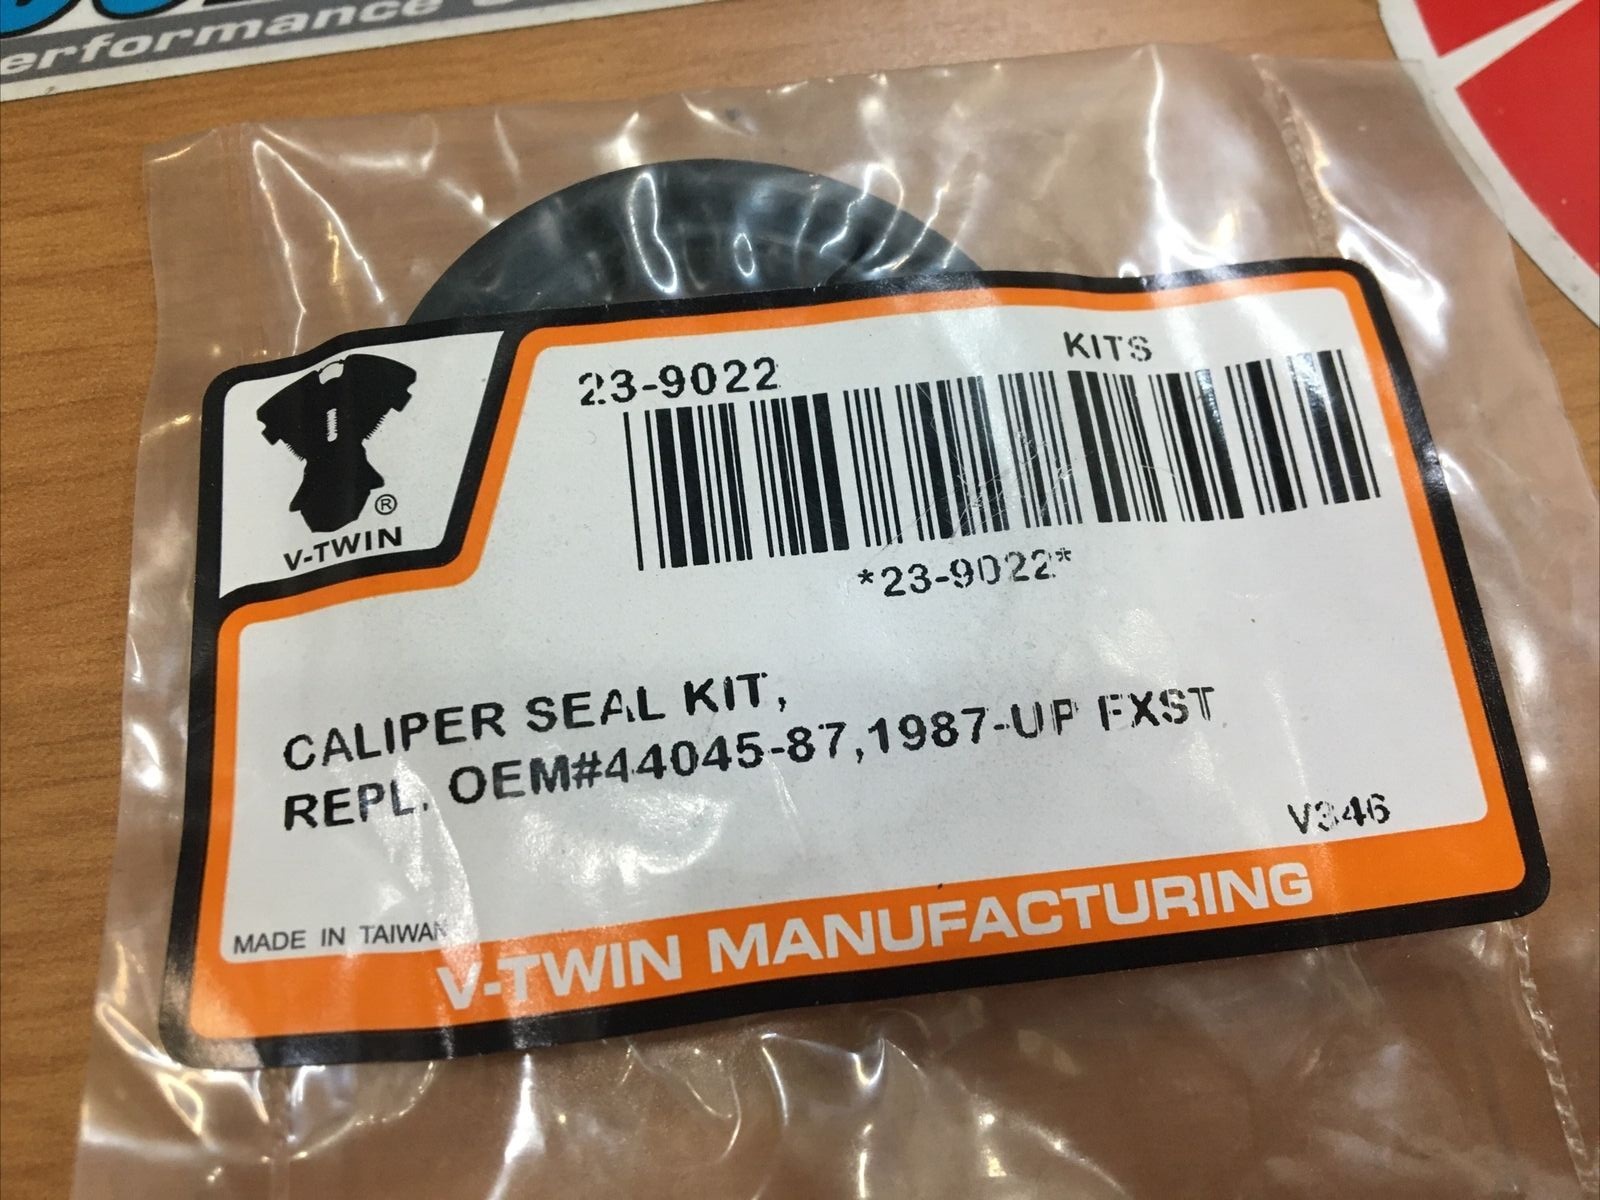 erformance
KITS
23-9022
*23-9022*
® 
V-TWIN
CALIPER SEAL KIT,
REPL. OEM#44045-87,1987-UP FXST
V346
MADE IN TAIWAN
V-TWIN MANUFACTURING